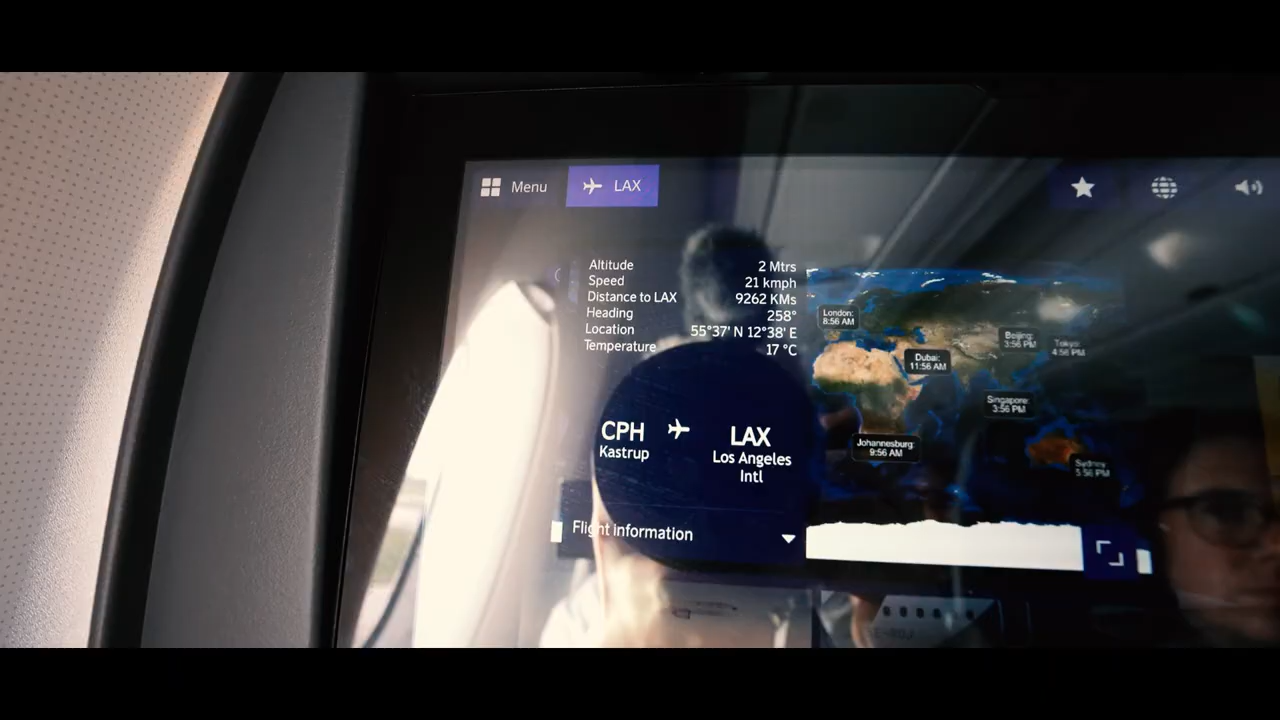 Menu
LAX
Altitude 2 Mtrs
Speed 21 kmph
Distance to LAX 9262 KMs
Heading 258°
Location 55°37' N 12°38' E
Temperature 17 °C
CPH
Kastrup
LAX
Los Angeles
Intl
Flight information
London:
8:56 AM
Dubai:
11:56 AM
Beijing:
3:56 PM
Tokyo:
4:56 PM
Singapore:
3:56 PM
Johannesburg:
9:56 AM
Sydney
5:56 PM